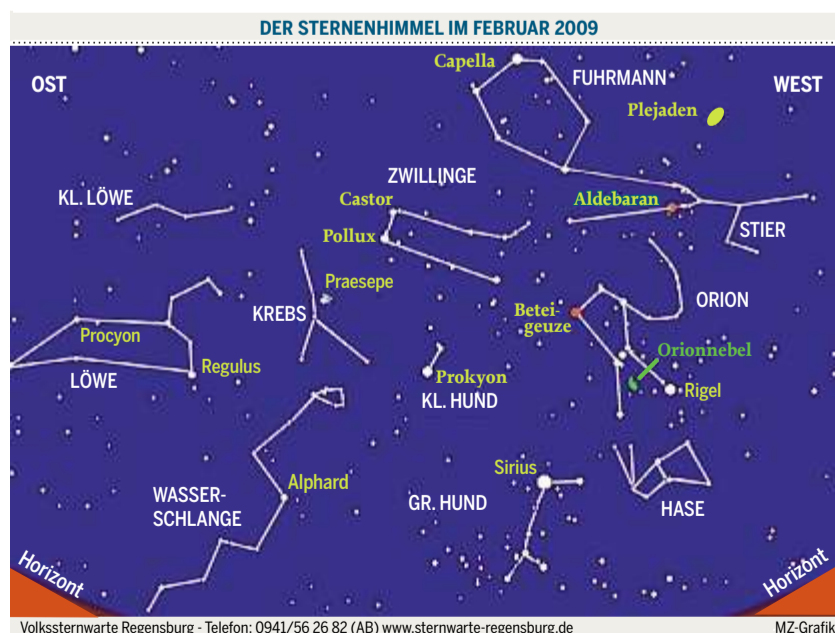 DER STERNENHIMMEL IM FEBRUAR 2009
OST
WEST
Capella
FUHRMANN
Plejaden
ZWILLINGE
KL. LÖWE
Castor
Aldebaran
Pollux
STIER
Praesepe
KREBS
ORION
Betei-
geuze
Procyon
Regulus
LÖWE
Prokyon
KL. HUND
Orionnebel
Rigel
Alphard
Sirius
WASSER-
SCHLANGE
GR. HUND
HASE
Horizont
Horizont
Volkssternwarte Regensburg - Telefon: 0941/56 26 82 (AB) www.sternwarte-regensburg.de
MZ-Grafik